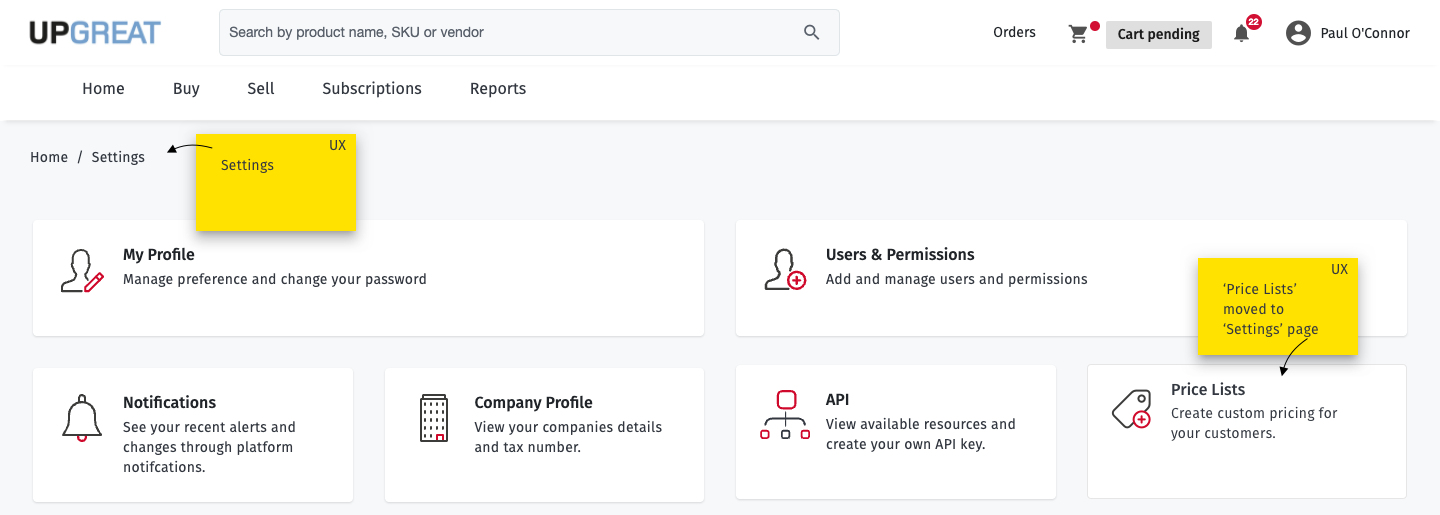 UPGREAT
Search by product name, SKU or vendor
Orders
Cart pending
22
Paul O'Connor
Home
Buy
Sell
Subscriptions
Reports
Home / Settings
UX
Settings
My Profile
Manage preference and change your password
Users & Permissions
Add and manage users and permissions
UX
‘Price Lists’
moved to
‘Settings’ page
Notifications
See your recent alerts and
changes through platform
notifcations.
Company Profile
View your companies details
and tax number.
API
View available resources and
create your own API key.
Price Lists
Create custom pricing for
your customers.